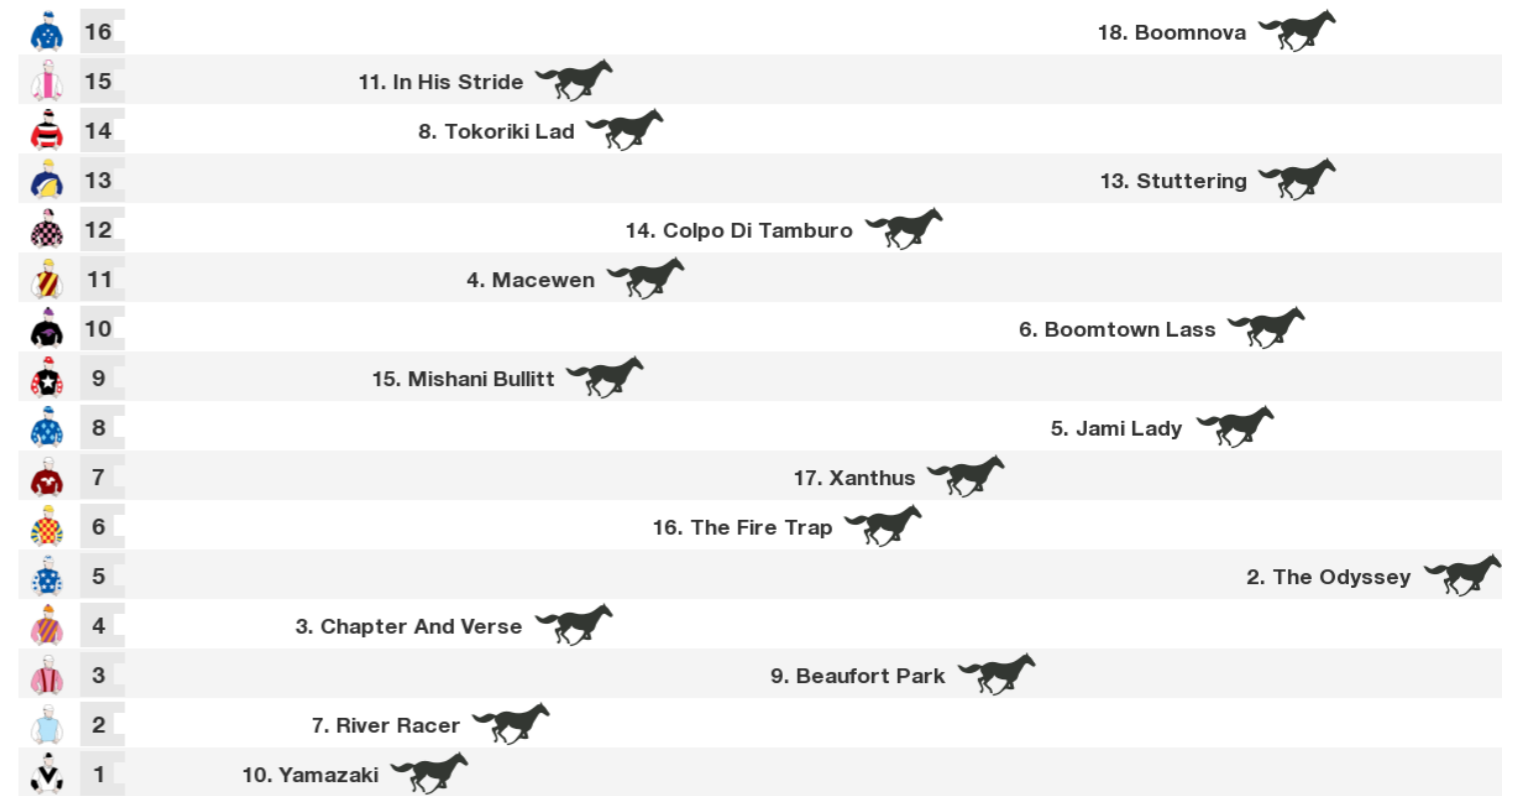 16 18. Boomnova
15 11. In His Stride
14 8. Tokoriki Lad
13 13. Stuttering
12 14. Colpo Di Tamburo
11 4. Macewen
10 6. Boomtown Lass
9 15. Mishani Bullitt
8 5. Jami Lady
7 17. Xanthus
6 16. The Fire Trap
5 2. The Odyssey
4 3. Chapter And Verse
3 9. Beaufort Park
2 7. River Racer
1 10. Yamazaki